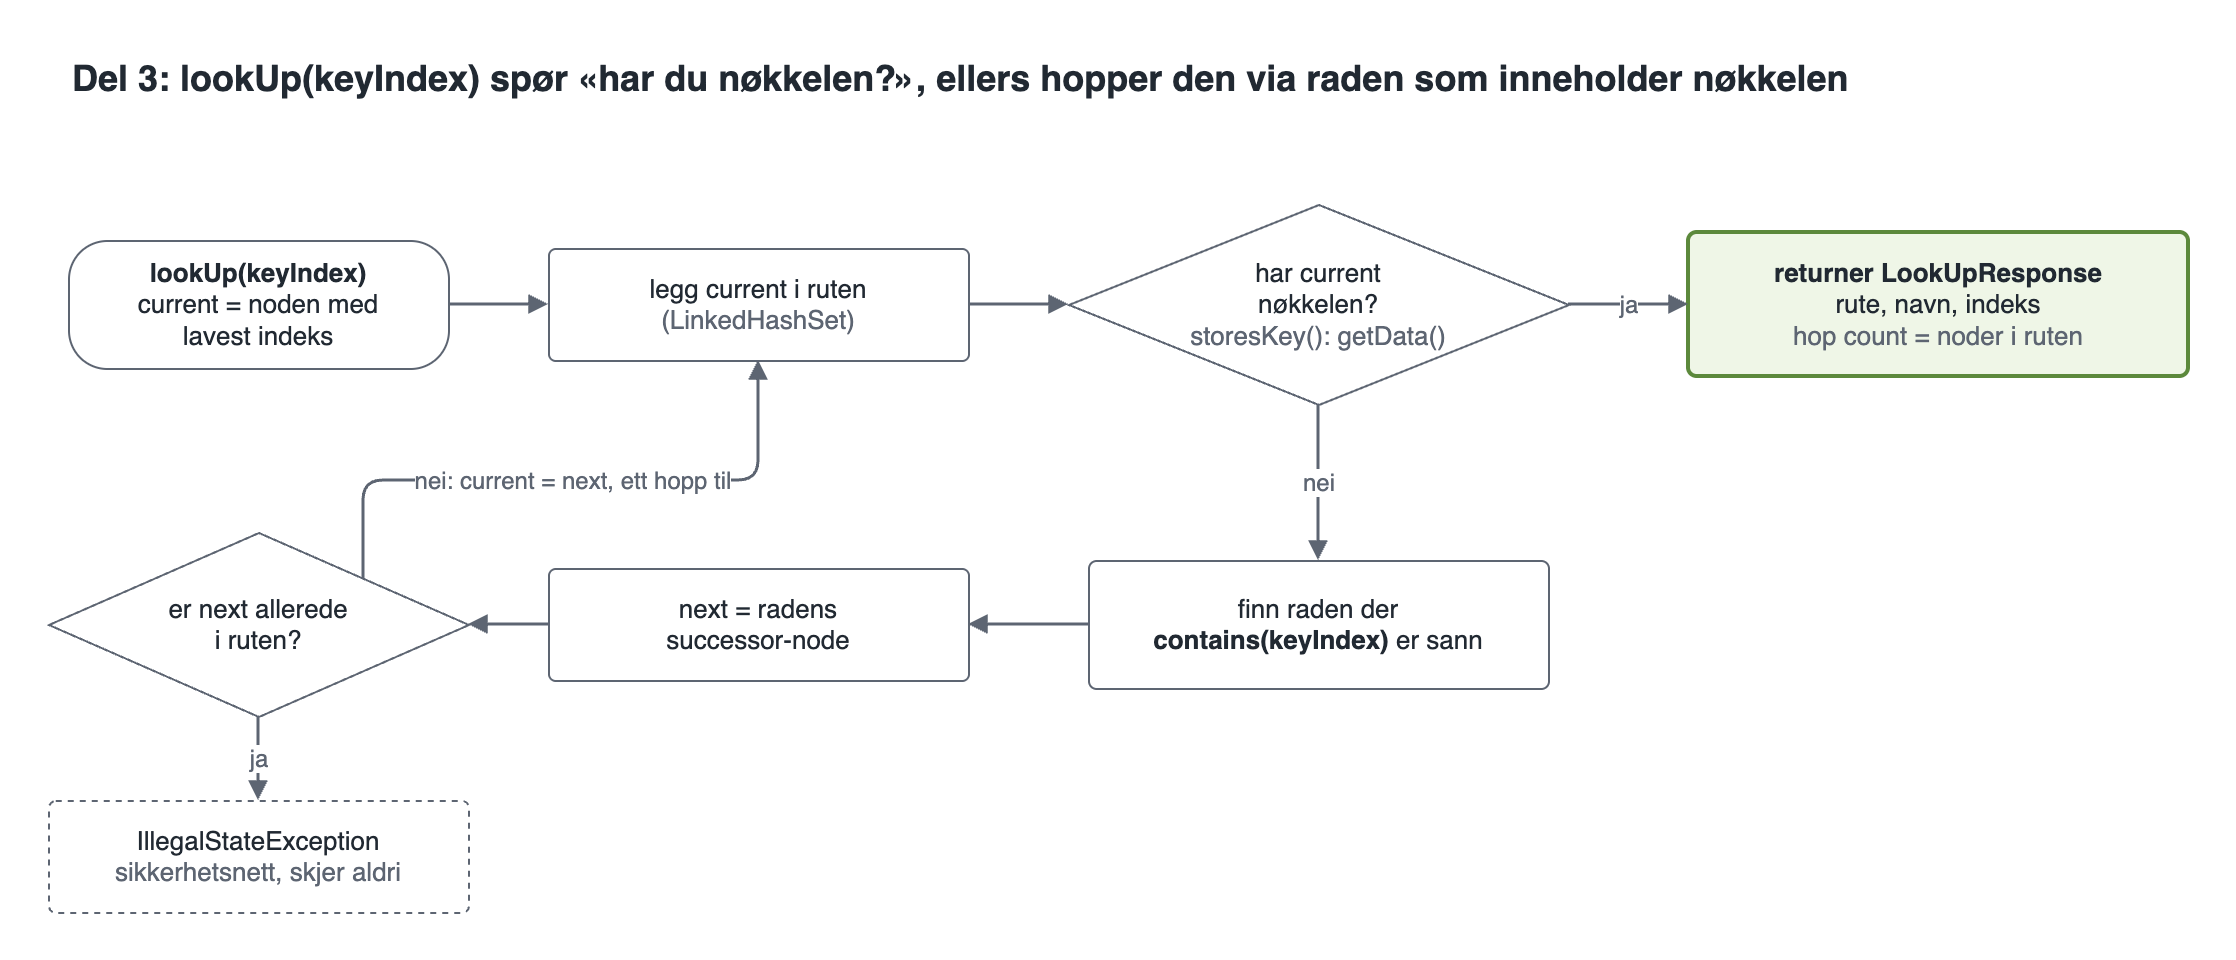 Del 3: lookUp(keyIndex) spør «har du nøkkelen?», ellers hopper den via raden som inneholder nøkkelen
lookUp(keyIndex)
current = noden med
lavest indeks
legg current i ruten
(LinkedHashSet)
har current
nøkkelen?
storesKey(): getData()
ja
returner LookUpResponse
rute, navn, indeks
hop count = noder i ruten
nei: current = next, ett hopp til
nei
er next allerede
i ruten?
next = radens
successor-node
finn raden der
contains(keyIndex) er sann
ja
IllegalStateException
sikkerhetsnett, skjer aldri